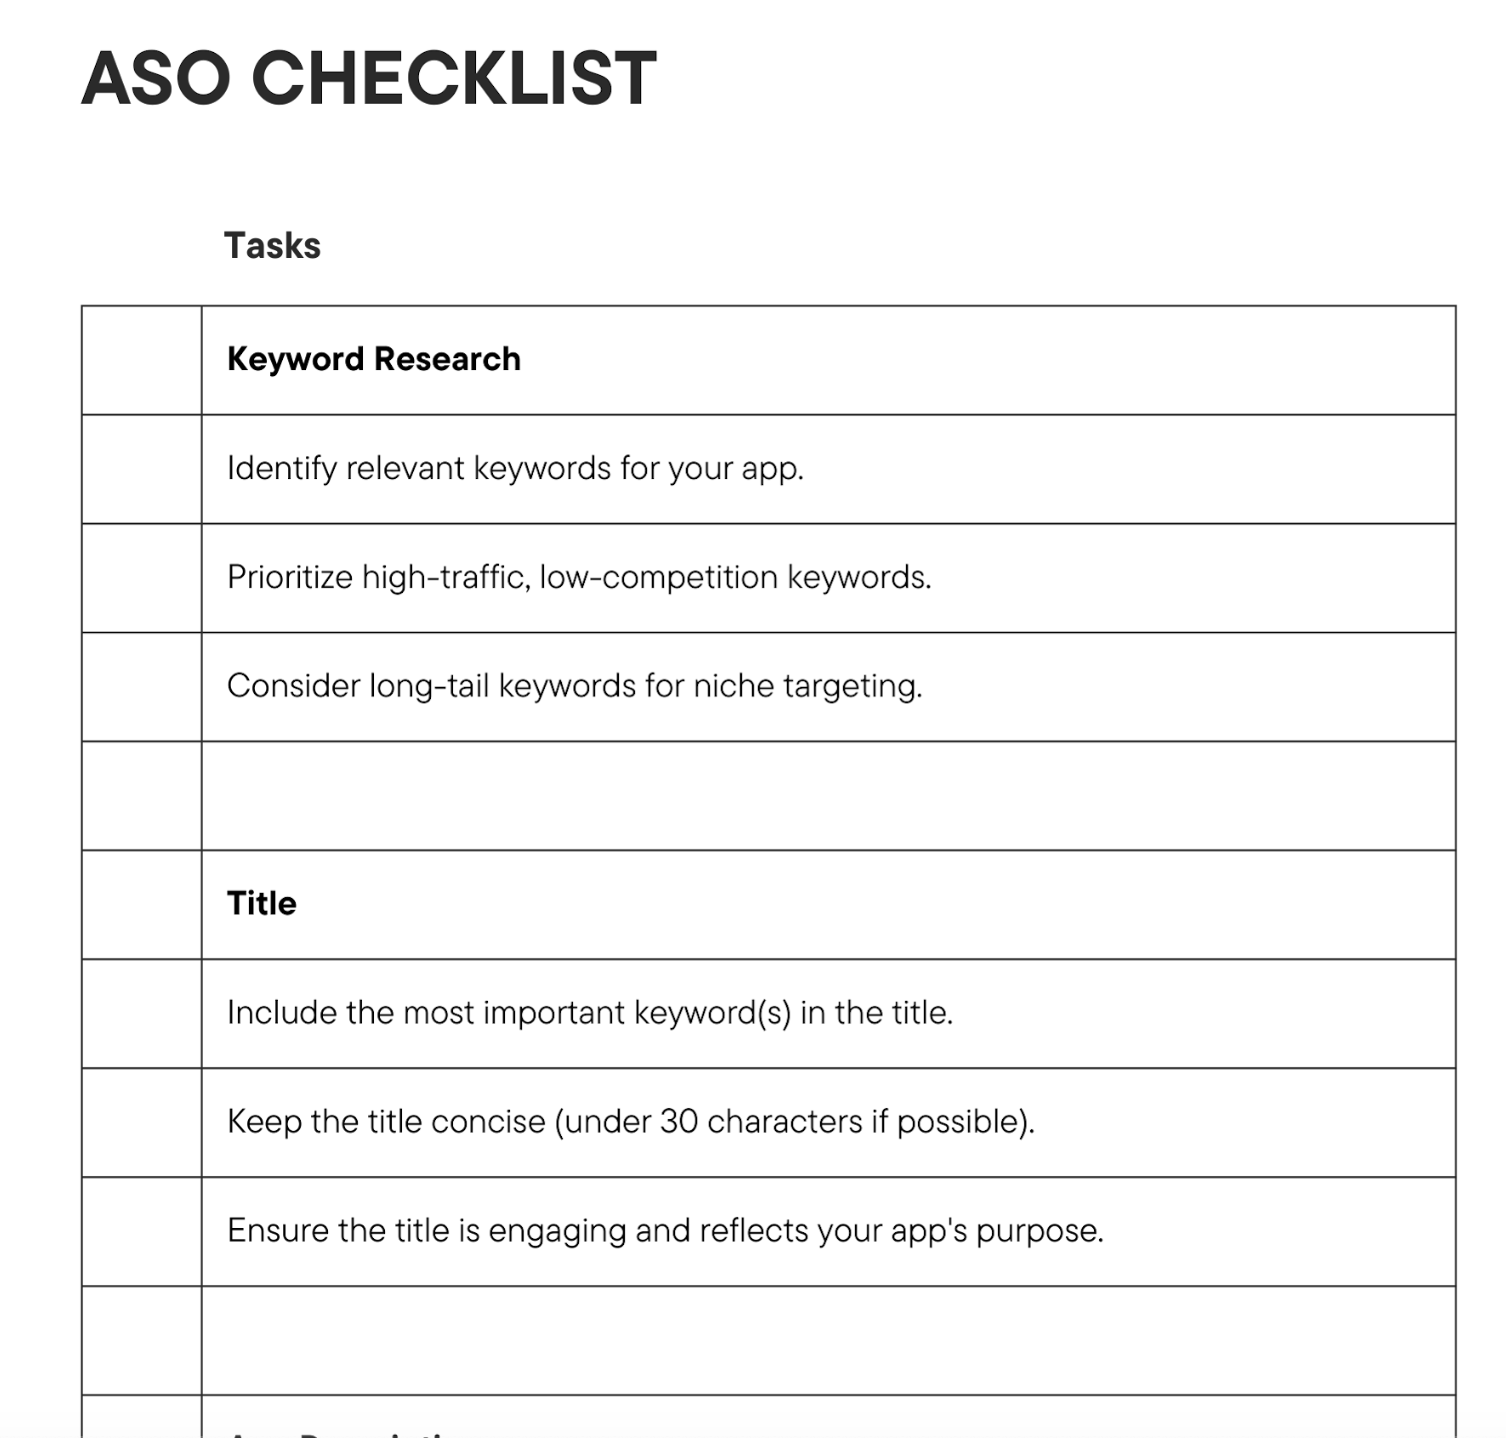 ASO CHECKLIST
Tasks
Keyword Research
Identify relevant keywords for your app.
Prioritize high-traffic, low-competition keywords.
Consider long-tail keywords for niche targeting.
Title
Include the most important keyword(s) in the title.
Keep the title concise (under 30 characters if possible).
Ensure the title is engaging and reflects your app's purpose.